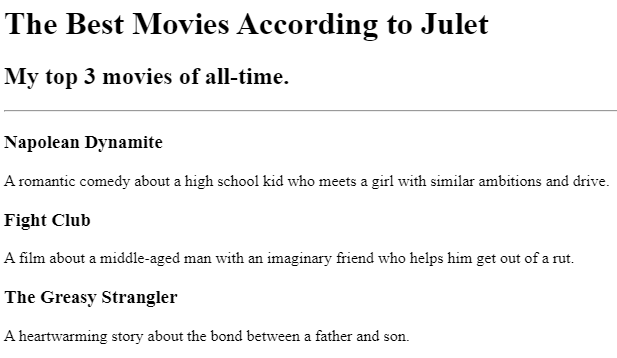 The Best Movies According to Julet
My top 3 movies of all-time.
Napolean Dynamite
A romantic comedy about a high school kid who meets a girl with similar ambitions and drive.
Fight Club
A film about a middle-aged man with an imaginary friend who helps him get out of a rut.
The Greasy Strangler
A heartwarming story about the bond between a father and son.